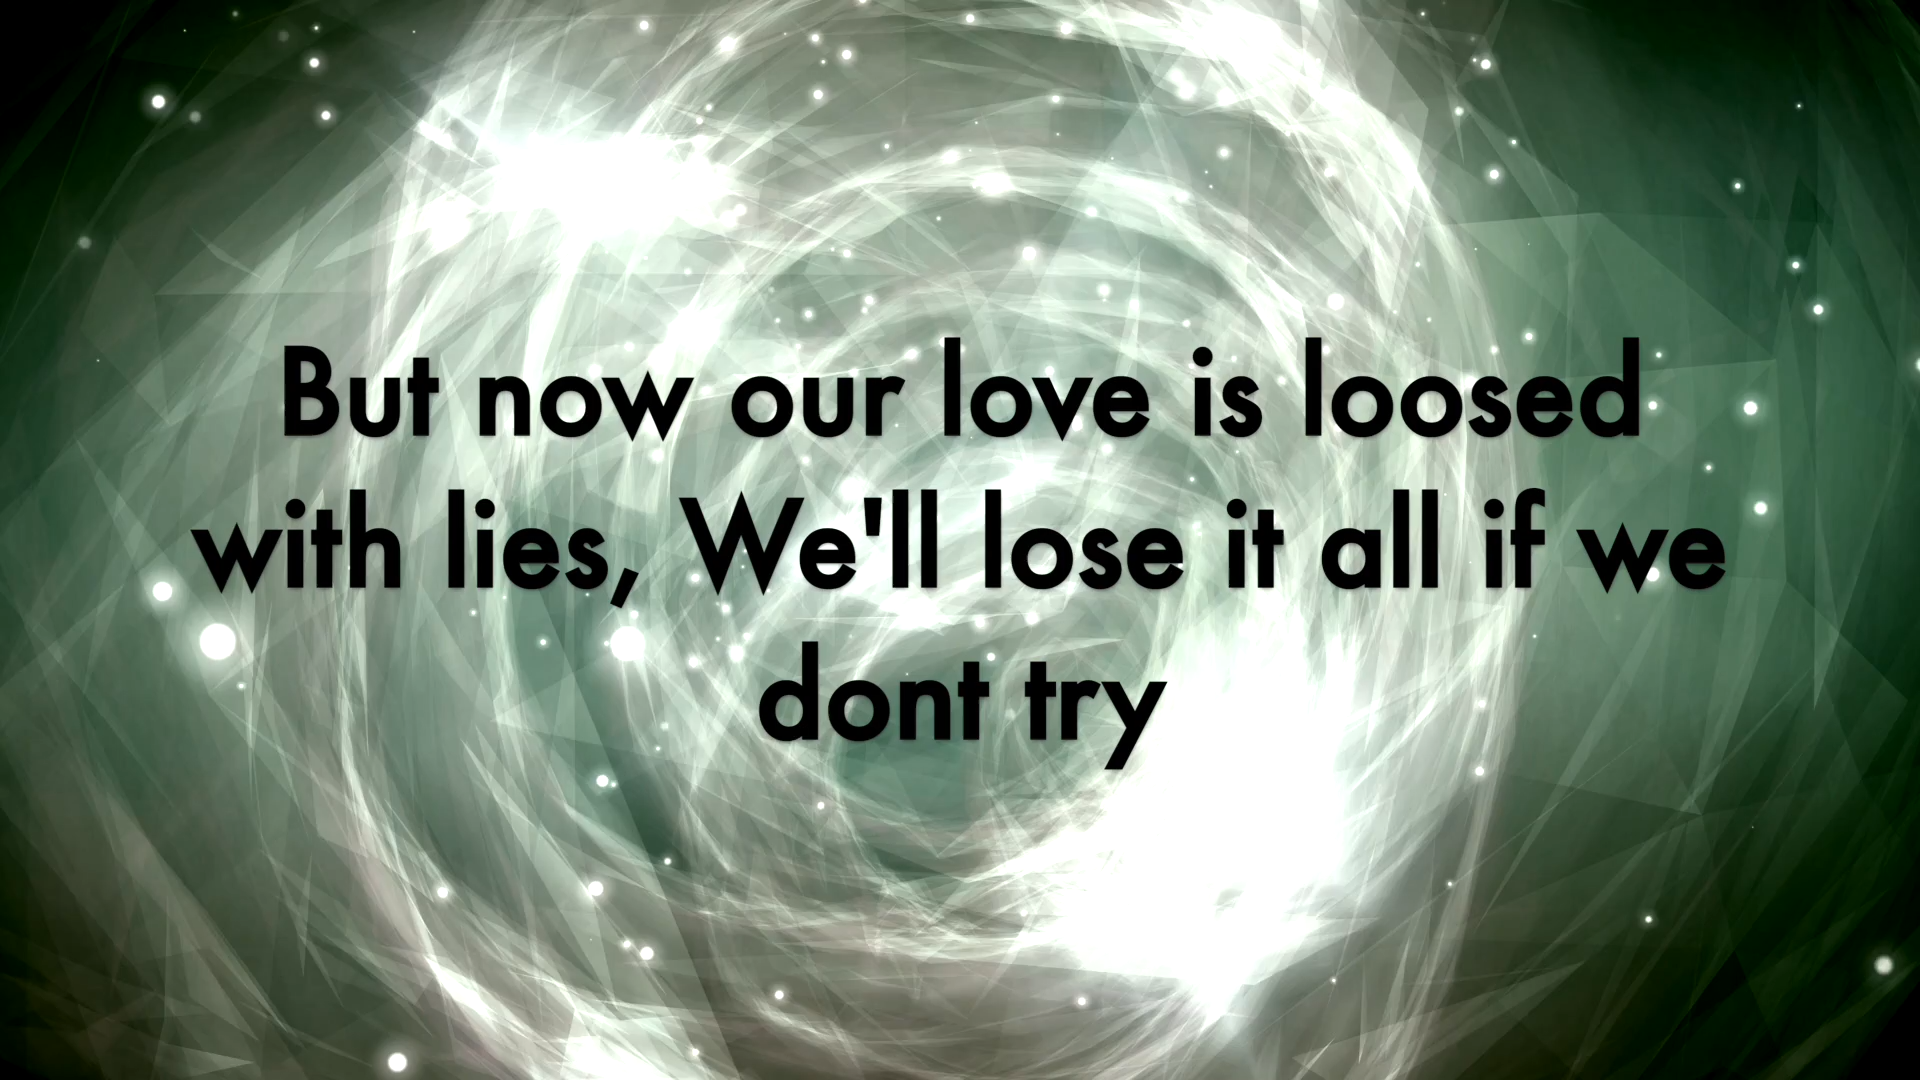 But now our love is loosed
with lies, We'll lose it all if we
dont try